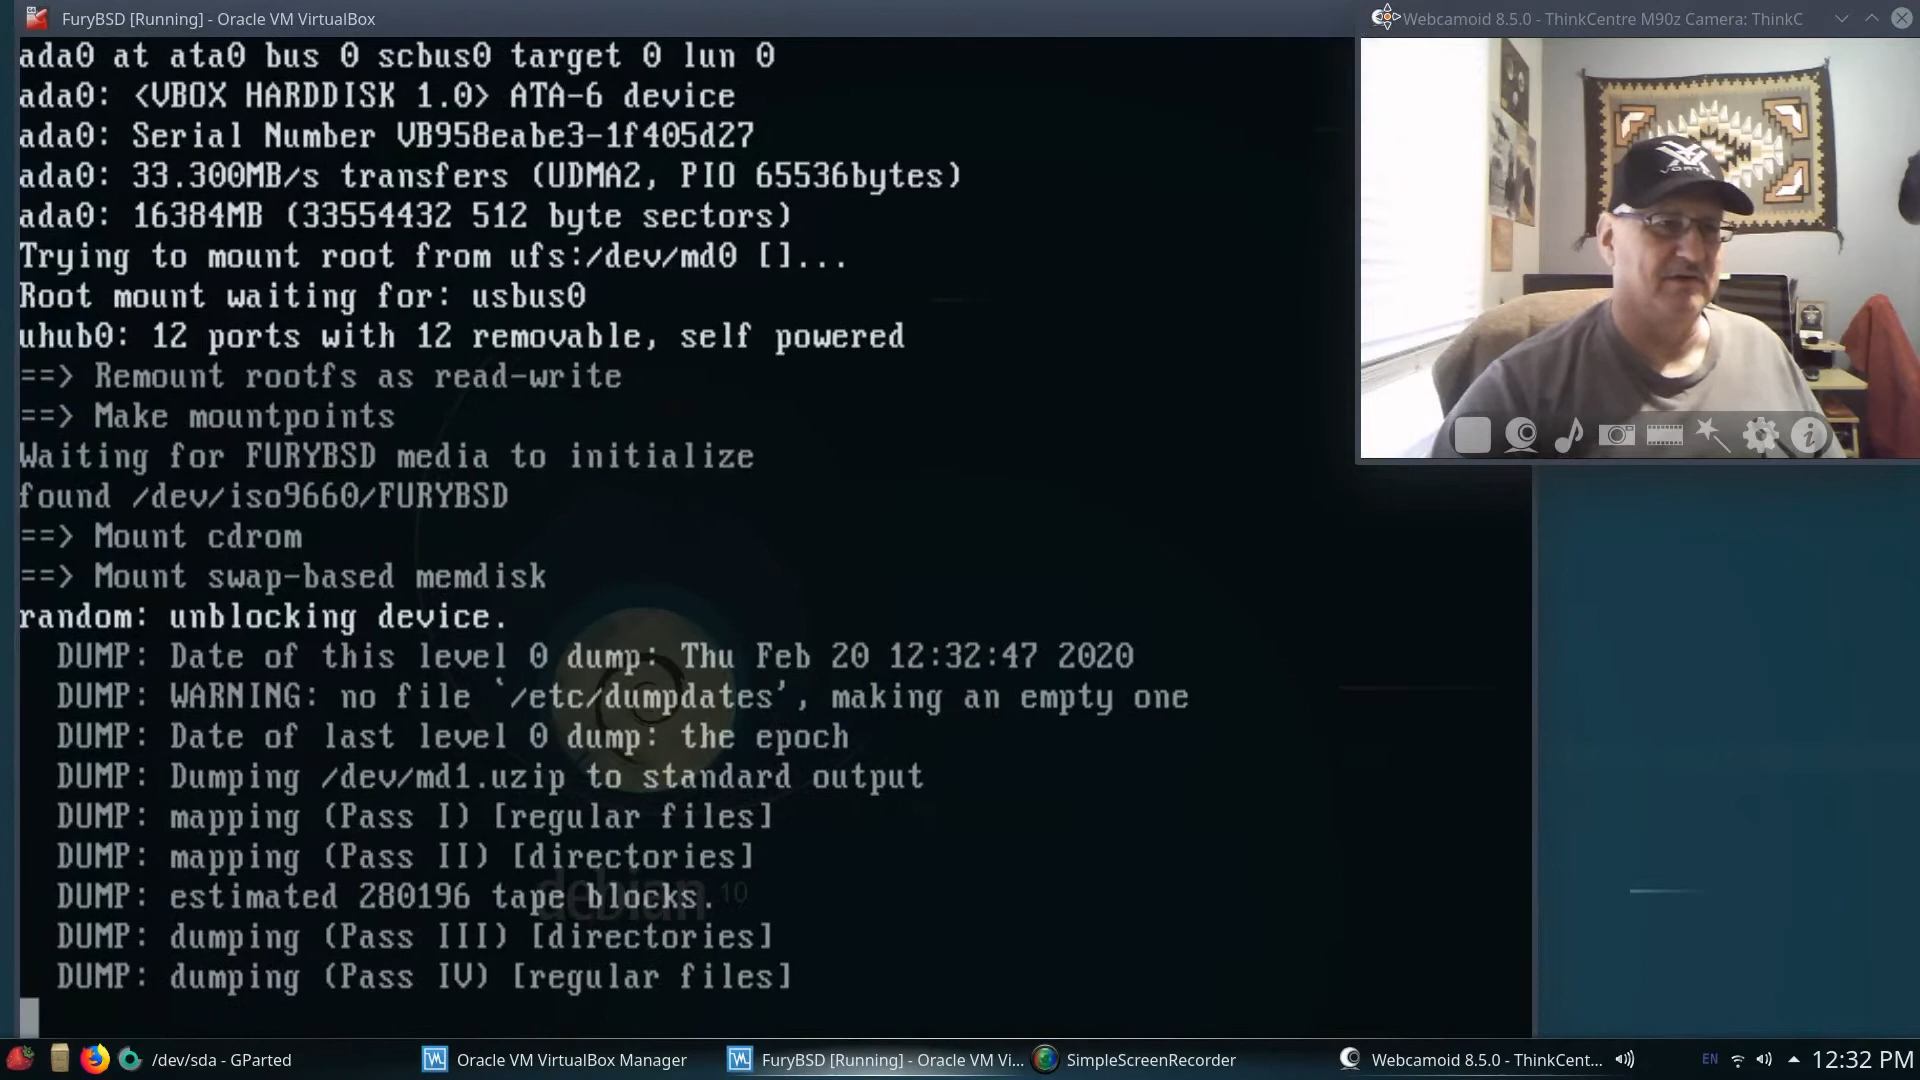 FuryBSD [Running] - Oracle VM VirtualBox
Webcamoid 8.5.0 - ThinkCentre M90z Camera: ThinkC
ada0 at ata0 bus 0 scbus0 target 0 lun 0
ada0: <VBOX HARDDISK 1.0> ATA-6 device
ada0: Serial Number VB958eabe3-1f405d27
ada0: 33.300MB/s transfers (UDMA2, PIO 65536bytes)
ada0: 16384MB (33554432 512 byte sectors)
Trying to mount root from ufs:/dev/md0 []...
Root mount waiting for: usbus0
uhub0: 12 ports with 12 removable, self powered
==> Remount rootfs as read-write
==> Make mountpoints
Waiting for FURYBSD media to initialize
found /dev/iso9660/FURYBSD
==> Mount cdrom
==> Mount swap-based memdisk
random: unblocking device.
DUMP: Date of this level 0 dump: Thu Feb 20 12:32:47 2020
DUMP: WARNING: no file `/etc/dumpdates', making an empty one
DUMP: Date of last level 0 dump: the epoch
DUMP: Dumping /dev/md1.uzip to standard output
DUMP: mapping (Pass I) [regular files]
DUMP: mapping (Pass II) [directories]
DUMP: estimated 280196 tape blocks.
debian 10
DUMP: dumping (Pass III) [directories]
DUMP: dumping (Pass IV) [regular files]
VORTEX
/dev/sda - GParted
Oracle VM VirtualBox Manager
FuryBSD [Running] - Oracle VM Vi...
SimpleScreenRecorder
Webcamoid 8.5.0 - ThinkCent...
EN
12:32 PM